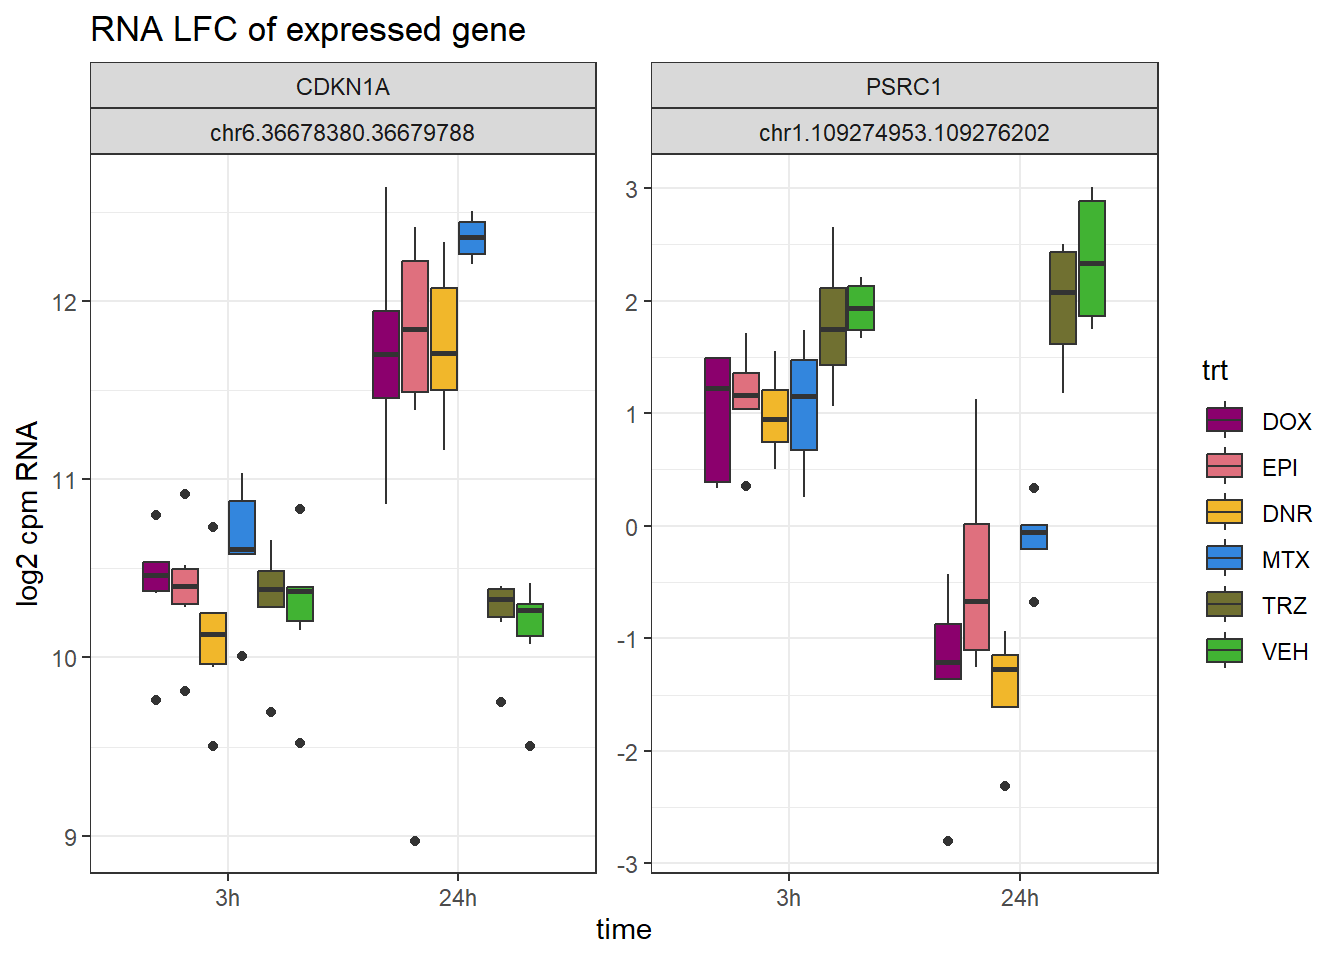 RNA LFC of expressed gene
CDKN1A
chr6.36678380.36679788
PSRC1
chr1.109274953.109276202
log2 cpm RNA
12
11
10
9
3
2
1
0
-1
-2
-3
3h
24h
3h
24h
time
trt
DOX
EPI
DNR
MTX
TRZ
VEH